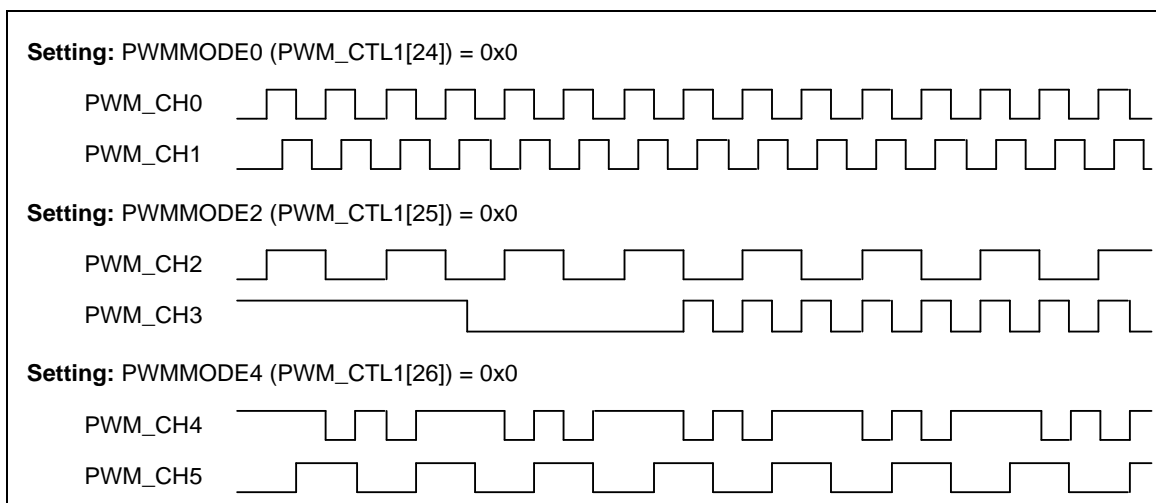 Setting: PWMMODE0 (PWM_CTL1[24]) = 0x0
PWM_CH0
PWM_CH1
Setting: PWMMODE2 (PWM_CTL1[25]) = 0x0
PWM_CH2
PWM_CH3
Setting: PWMMODE4 (PWM_CTL1[26]) = 0x0
PWM_CH4
PWM_CH5